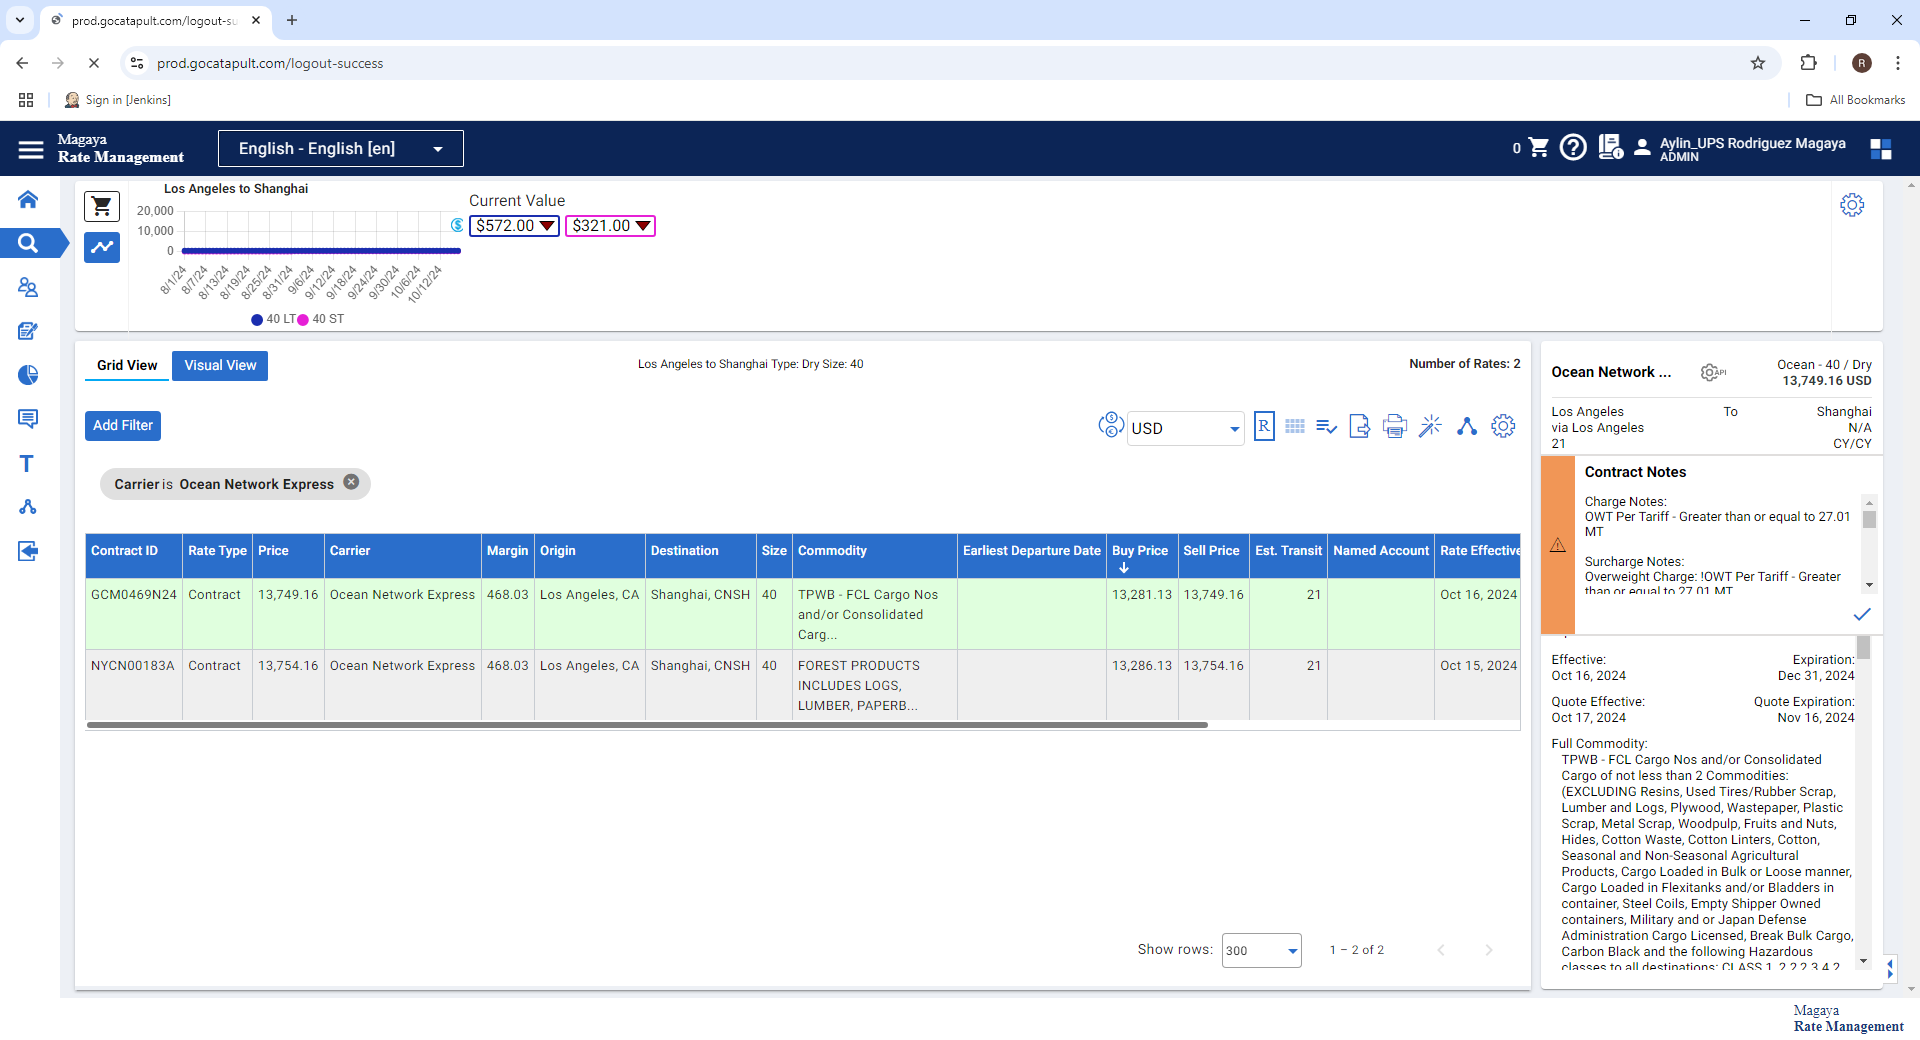 prod.gocatapult.com/logout-su
prod.gocatapult.com/logout-success
R
Sign in [Jenkins]
All Bookmarks
Magaya
Rate Management
English - English [en]
0
Aylin_UPS Rodriguez Magaya
ADMIN
Los Angeles to Shanghai
20,000
10,000
0
8/1/24
8/7/24
8/13/24
8/19/24
8/25/24
8/31/24
9/6/24
9/12/24
9/18/24
9/24/24
9/30/24
10/6/24
10/12/24
40 LT
40 ST
Current Value
$572.00
$321.00
Grid View
Visual View
Los Angeles to Shanghai Type: Dry Size: 40
Number of Rates: 2
Add Filter
USD
R
Carrier is Ocean Network Express
Contract ID Rate Type Price Carrier Margin Origin Destination Size Commodity Earliest Departure Date Buy Price Sell Price Est. Transit Named Account Rate Effective
GCM0469N24 Contract 13,749.16 Ocean Network Express 468.03 Los Angeles, CA Shanghai, CNSH 40 TPWB - FCL Cargo Nos 13,281.13 13,749.16 21 Oct 16, 2024
and/or Consolidated
Carg...
NYCN00183A Contract 13,754.16 Ocean Network Express 468.03 Los Angeles, CA Shanghai, CNSH 40 FOREST PRODUCTS 13,286.13 13,754.16 21 Oct 15, 2024
INCLUDES LOGS,
LUMBER, PAPERB...
Show rows: 300 1 – 2 of 2
Ocean Network ...
API
Ocean - 40 / Dry
13,749.16 USD
Los Angeles To Shanghai
via Los Angeles N/A
21 CY/CY
Contract Notes
Charge Notes:
OWT Per Tariff - Greater than or equal to 27.01
MT
Surcharge Notes:
Overweight Charge: !OWT Per Tariff - Greater
than or equal to 27.01 MT
Effective: Expiration:
Oct 16, 2024 Dec 31, 2024
Quote Effective: Quote Expiration:
Oct 17, 2024 Nov 16, 2024
Full Commodity:
TPWB - FCL Cargo Nos and/or Consolidated
Cargo of not less than 2 Commodities:
(EXCLUDING Resins, Used Tires/Rubber Scrap,
Lumber and Logs, Plywood, Wastepaper, Plastic
Scrap, Metal Scrap, Woodpulp, Fruits and Nuts,
Hides, Cotton Waste, Cotton Linters, Cotton,
Seasonal and Non-Seasonal Agricultural
Products, Cargo Loaded in Bulk or Loose manner,
Cargo Loaded in Flexitanks and/or Bladders in
container, Steel Coils, Empty Shipper Owned
containers, Military and or Japan Defense
Administration Cargo Licensed, Break Bulk Cargo,
Carbon Black and the following Hazardous
classes to all destinations: CLASS 1, 2.2,2.3,4.2
Magaya
Rate Management